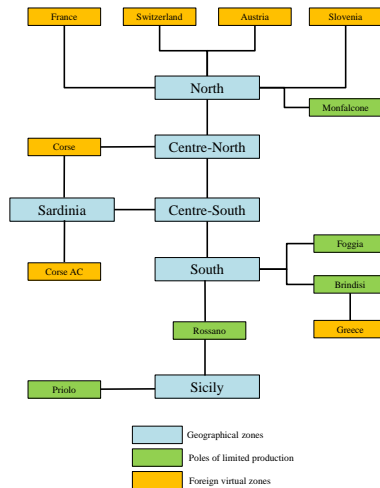 France
Switzerland
Austria
Slovenia
North
Monfalcone
Corse
Centre-North
Sardinia
Centre-South
Foggia
Corse AC
South
Brindisi
Rossano
Greece
Priolo
Sicily
Geographical zones
Poles of limited production
Foreign virtual zones